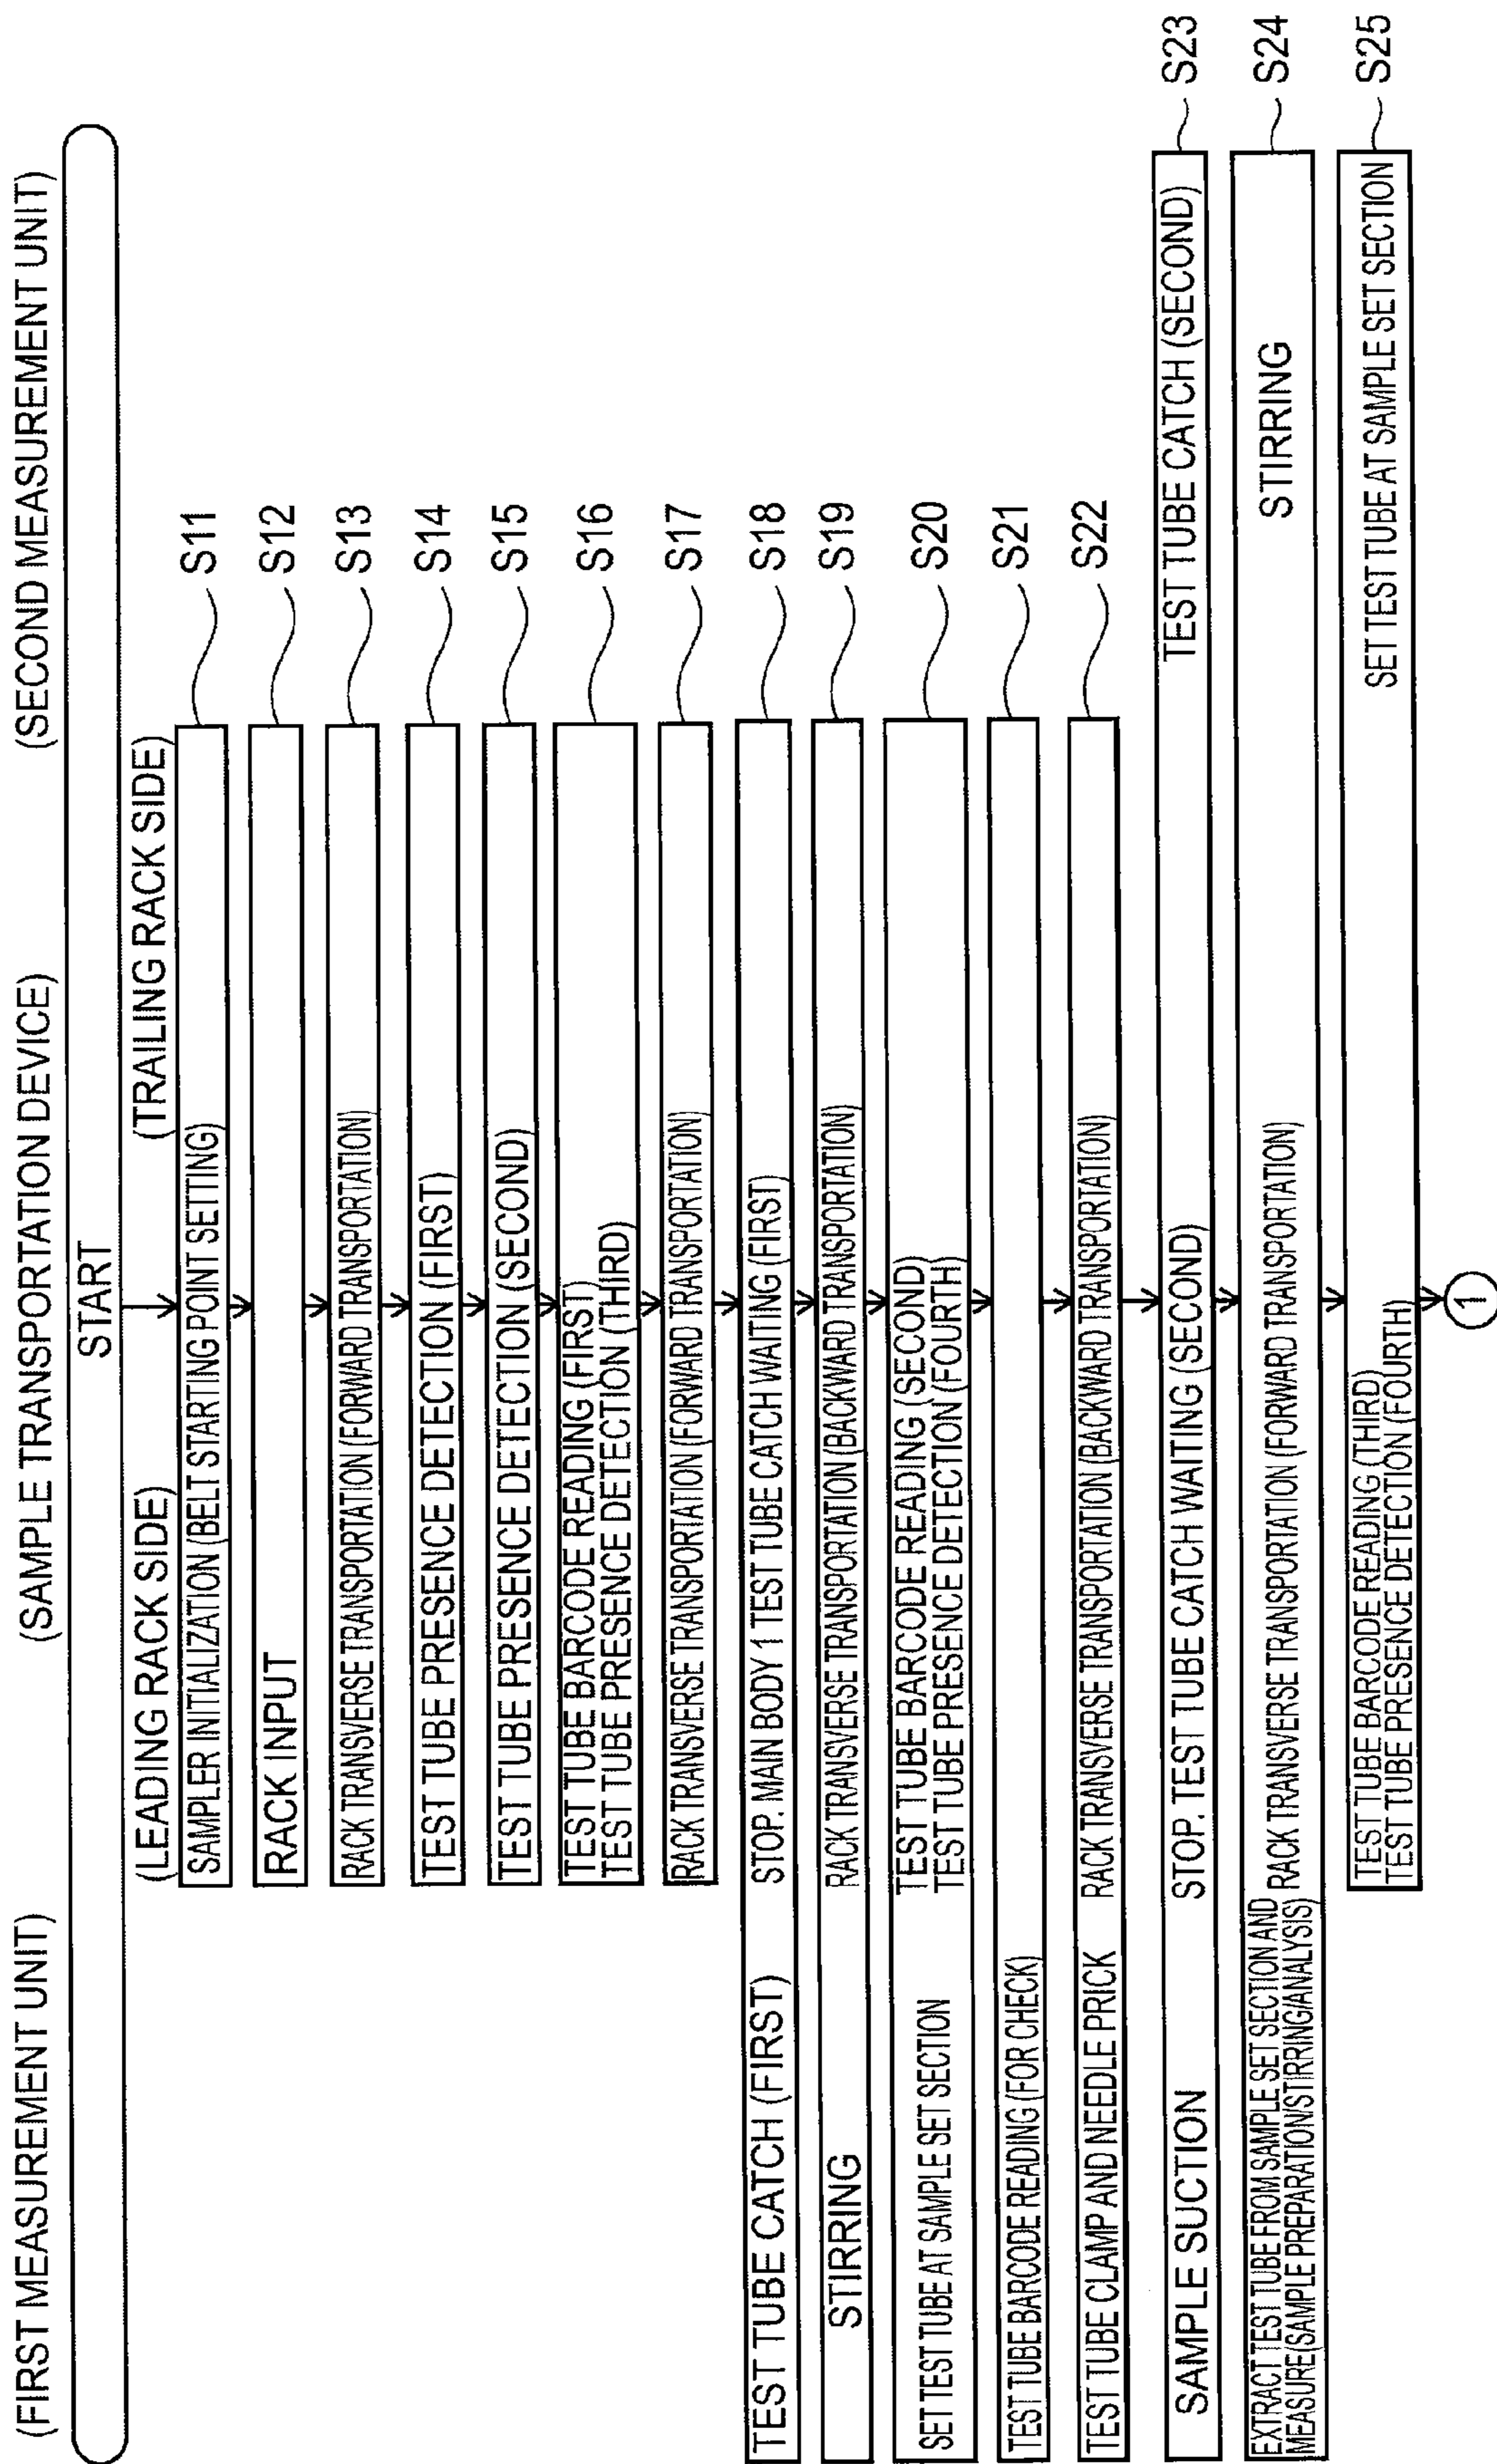 (FIRST MEASUREMENT UNIT)
(SAMPLE TRANSPORTATION DEVICE)
(SECOND MEASUREMENT UNIT)
START
(LEADING RACK SIDE)
(TRAILING RACK SIDE)
SAMPLER INITIALIZATION (BELT STARTING POINT SETTING)
S11
RACK INPUT
S12
RACK TRANSVERSE TRANSPORTATION (FORWARD TRANSPORTATION)
S13
TEST TUBE PRESENCE DETECTION (FIRST)
S14
TEST TUBE PRESENCE DETECTION (SECOND)
S15
TEST TUBE BARCODE READING (FIRST)
TEST TUBE PRESENCE DETECTION (THIRD)
S16
RACK TRANSVERSE TRANSPORTATION (FORWARD TRANSPORTATION)
S17
TEST TUBE CATCH (FIRST)
STOP. MAIN BODY 1 TEST TUBE CATCH WAITING (FIRST)
S18
STIRRING
RACK TRANSVERSE TRANSPORTATION (BACKWARD TRANSPORTATION)
S19
SET TEST TUBE AT SAMPLE SET SECTION
TEST TUBE BARCODE READING (SECOND)
TEST TUBE PRESENCE DETECTION (FOURTH)
S20
TEST TUBE BARCODE READING (FOR CHECK)
S21
TEST TUBE CLAMP AND NEEDLE PRICK
RACK TRANSVERSE TRANSPORTATION (BACKWARD TRANSPORTATION)
S22
SAMPLE SUCTION
STOP. TEST TUBE CATCH WAITING (SECOND)
TEST TUBE CATCH (SECOND)
S23
EXTRACT TEST TUBE FROM SAMPLE SET SECTION AND
MEASURE(SAMPLE PREPARATION/STIRRING/ANALYSIS)
RACK TRANSVERSE TRANSPORTATION (FORWARD TRANSPORTATION)
STIRRING
S24
TEST TUBE BARCODE READING (THIRD)
TEST TUBE PRESENCE DETECTION (FOURTH)
SET TEST TUBE AT SAMPLE SET SECTION
S25
1